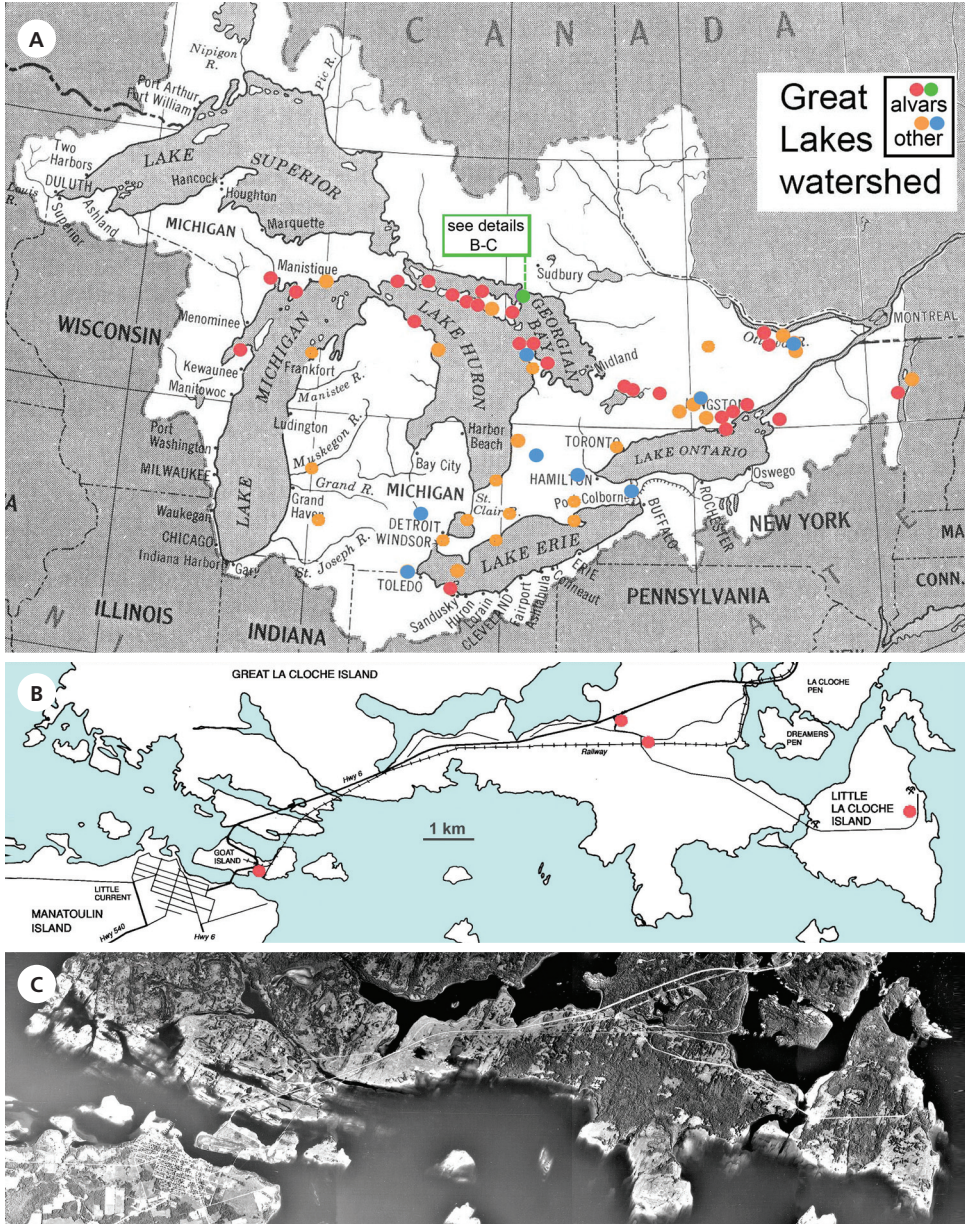 A
C A N A D A
Nipigon
R.
Pic R.
Port Arthur
Fort William
Great
Lakes
watershed
alvars
other
Two
Harbors
DULUTH
Louis
R.
Superior
Ashland
LAKE
SUPERIOR
Hancock
Houghton
Marquette
MICHIGAN
see details
B-C
Sudbury
Manistique
WISCONSIN
Menominee
Kewaunee
Manitowoc
Port
Washington
MILWAUKEE
Waukegan
CHICAGO
Indiana Harbor
Gary
LAKE
MICHIGAN
Frankfort
Manistee R.
Ludington
Muskegon R.
Grand R.
Grand
Haven
St. Joseph R.
LAKE HURON
GEORGIAN
BAY
Midland
Harbor
Beach
Bay City
MICHIGAN
St.
Clair R.
DETROIT
WINDSOR
TOLEDO
TORONTO
HAMILTON
Port Colborne
LAKE ONTARIO
KINGSTON
Ottawa R.
MONTREAL
Oswego
ROCHESTER
BUFFALO
NEW YORK
LAKE ERIE
ERIE
Conneaut
Ashtabula
Fairport
CLEVELAND
Lorain
Huron
Sandusky
PENNSYLVANIA
ILLINOIS
INDIANA
MA
CONN.
B
GREAT LA CLOCHE ISLAND
LA CLOCHE
PEN
DREAMERS
PEN
Railway
Hwy 6
LITTLE
LA CLOCHE
ISLAND
1 km
GOAT
ISLAND
LITTLE
CURRENT
MANATOULIN
ISLAND
Hwy 540
Hwy 6
C